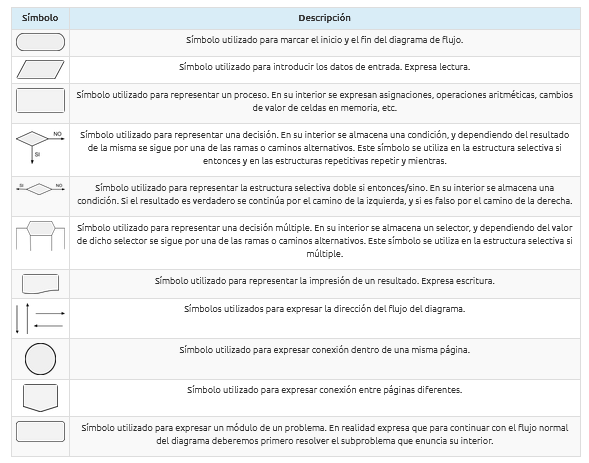 Símbolo Descripción
Símbolo utilizado para marcar el inicio y el fin del diagrama de flujo.
Símbolo utilizado para introducir los datos de entrada. Expresa lectura.
Símbolo utilizado para representar un proceso. En su interior se expresan asignaciones, operaciones aritméticas, cambios
de valor de celdas en memoria, etc.
NO
SI
Símbolo utilizado para representar una decisión. En su interior se almacena una condición, y dependiendo del resultado
de la misma se sigue por una de las ramas o caminos alternativos. Este símbolo se utiliza en la estructura selectiva si
entonces y en las estructuras repetitivas repetir y mientras.
SI NO
Símbolo utilizado para representar la estructura selectiva doble si entonces/sino. En su interior se almacena una
condición. Si el resultado es verdadero se continúa por el camino de la izquierda, y si es falso por el camino de la derecha.
Símbolo utilizado para representar una decisión múltiple. En su interior se almacena un selector, y dependiendo del valor
de dicho selector se sigue por una de las ramas o caminos alternativos. Este símbolo se utiliza en la estructura selectiva si
múltiple.
Símbolo utilizado para representar la impresión de un resultado. Expresa escritura.
Símbolos utilizados para expresar la dirección del flujo del diagrama.
Símbolo utilizado para expresar conexión dentro de una misma página.
Símbolo utilizado para expresar conexión entre páginas diferentes.
Símbolo utilizado para expresar un módulo de un problema. En realidad expresa que para continuar con el flujo normal
del diagrama deberemos primero resolver el subproblema que enuncia su interior.